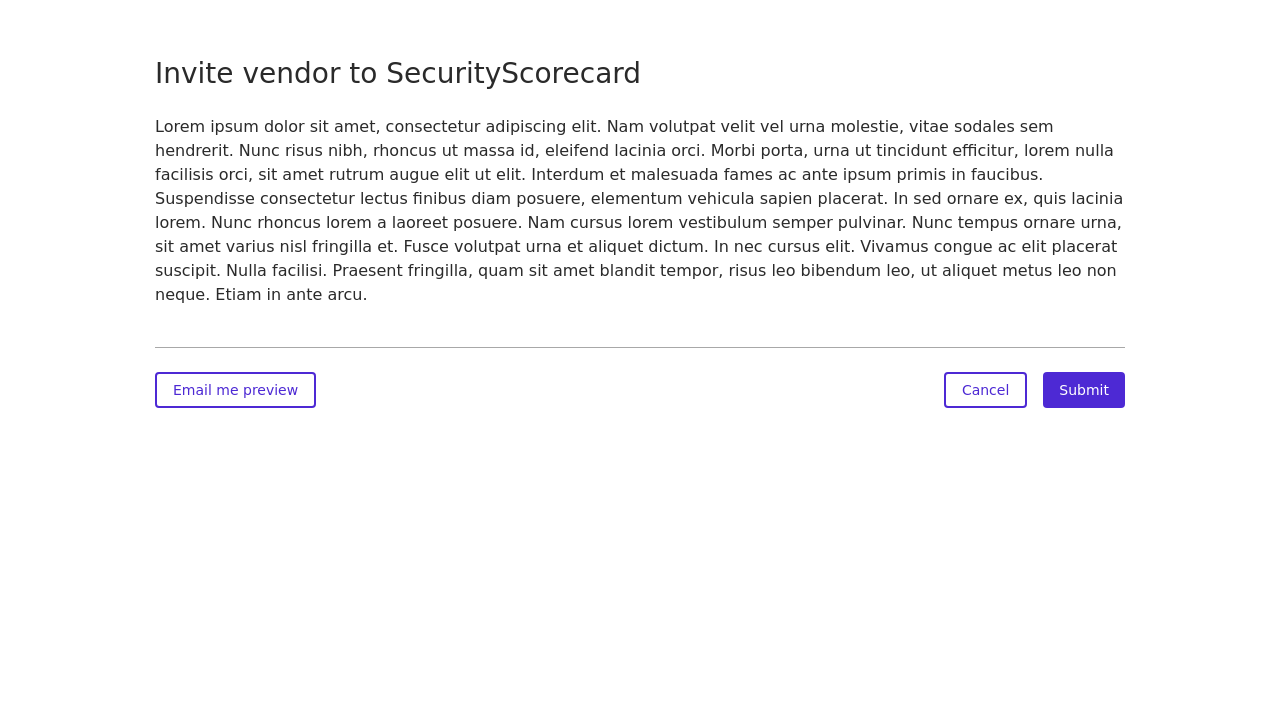 Invite vendor to SecurityScorecard
Lorem ipsum dolor sit amet, consectetur adipiscing elit. Nam volutpat velit vel urna molestie, vitae sodales sem
hendrerit. Nunc risus nibh, rhoncus ut massa id, eleifend lacinia orci. Morbi porta, urna ut tincidunt efficitur, lorem nulla
facilisis orci, sit amet rutrum augue elit ut elit. Interdum et malesuada fames ac ante ipsum primis in faucibus.
Suspendisse consectetur lectus finibus diam posuere, elementum vehicula sapien placerat. In sed ornare ex, quis lacinia
lorem. Nunc rhoncus lorem a laoreet posuere. Nam cursus lorem vestibulum semper pulvinar. Nunc tempus ornare urna,
sit amet varius nisl fringilla et. Fusce volutpat urna et aliquet dictum. In nec cursus elit. Vivamus congue ac elit placerat
suscipit. Nulla facilisi. Praesent fringilla, quam sit amet blandit tempor, risus leo bibendum leo, ut aliquet metus leo non
neque. Etiam in ante arcu.
Email me preview
Cancel
Submit